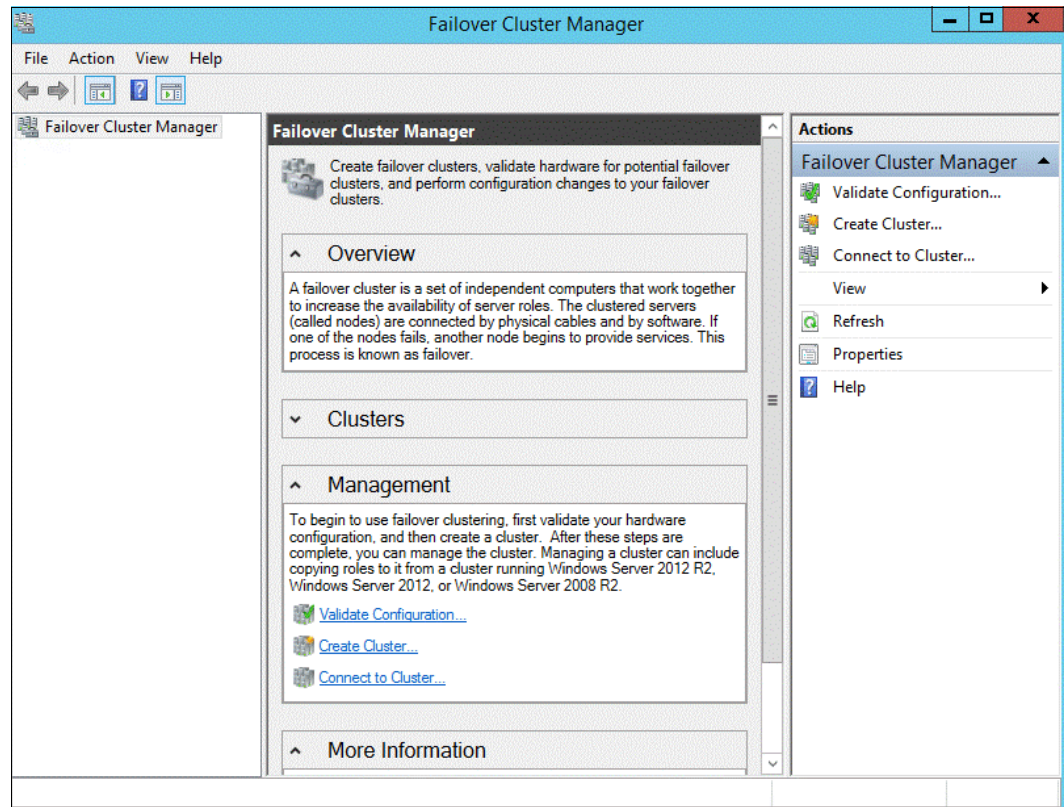 Failover Cluster Manager
File Action View Help
Failover Cluster Manager
Failover Cluster Manager
Create failover clusters, validate hardware for potential failover
clusters, and perform configuration changes to your failover
clusters.
Overview
A failover cluster is a set of independent computers that work together
to increase the availability of server roles. The clustered servers
(called nodes) are connected by physical cables and by software. If
one of the nodes fails, another node begins to provide services. This
process is known as failover.
Clusters
Management
To begin to use failover clustering, first validate your hardware
configuration, and then create a cluster. After these steps are
complete, you can manage the cluster. Managing a cluster can include
copying roles to it from a cluster running Windows Server 2012 R2,
Windows Server 2012, or Windows Server 2008 R2.
Validate Configuration...
Create Cluster...
Connect to Cluster...
More Information
Actions
Failover Cluster Manager
Validate Configuration...
Create Cluster...
Connect to Cluster...
View
Refresh
Properties
Help